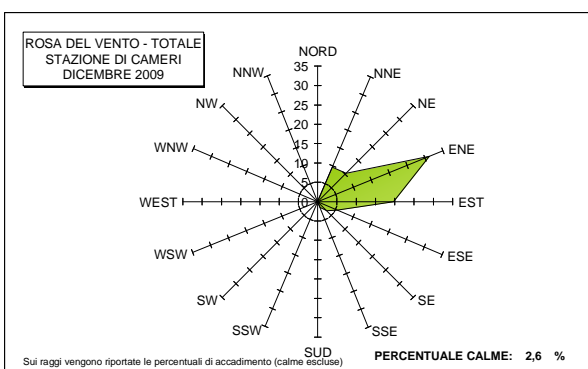 ROSA DEL VENTO - TOTALE
STAZIONE DI CAMERI
DICEMBRE 2009
NORD
NNW
NNE
NW
NE
WNW
ENE
WEST
EST
WSW
ESE
SW
SE
SSW
SSE
SUD
35
30
25
20
15
10
5
0
Sui raggi vengono riportate le percentuali di accadimento (calme escluse)
PERCENTUALE CALME: 2,6 %